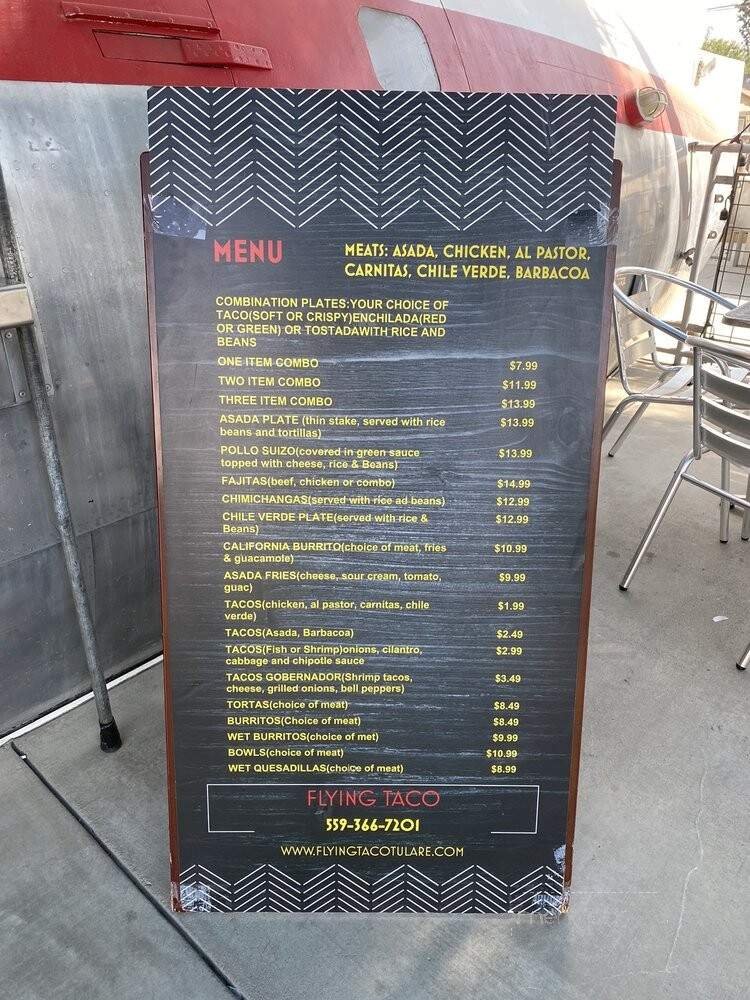 MENU
MEATS: ASADA, CHICKEN, AL PASTOR,
CARNITAS, CHILE VERDE, BARBACOA
COMBINATION PLATES:YOUR CHOICE OF
TACO(SOFT OR CRISPY)ENCHILADA(RED
OR GREEN) OR TOSTADAWITH RICE AND
BEANS
ONE ITEM COMBO $7.99
TWO ITEM COMBO $11.99
THREE ITEM COMBO $13.99
ASADA PLATE (thin stake, served with rice $13.99
beans and tortillas)
POLLO SUIZO(covered in green sauce $13.99
topped with cheese, rice & Beans)
FAJITAS(beef, chicken or combo) $14.99
CHIMICHANGAS(served with rice ad beans) $12.99
CHILE VERDE PLATE(served with rice & $12.99
Beans)
CALIFORNIA BURRITO(choice of meat, fries $10.99
& guacamole)
ASADA FRIES(cheese, sour cream, tomato, $9.99
guac)
TACOS(chicken, al pastor, carnitas, chile $1.99
verde)
TACOS(Asada, Barbacoa) $2.49
TACOS(Fish or Shrimp)onions, cilantro, $2.99
cabbage and chipotle sauce
TACOS GOBERNADOR(Shrimp tacos, $3.49
cheese, grilled onions, bell peppers)
TORTAS(choice of meat) $8.49
BURRITOS(Choice of meat) $8.49
WET BURRITOS(choice of met) $9.99
BOWLS(choice of meat) $10.99
WET QUESADILLAS(choice of meat) $8.99
FLYING TACO
559-366-7201
WWW.FLYINGTACOTULARE.COM